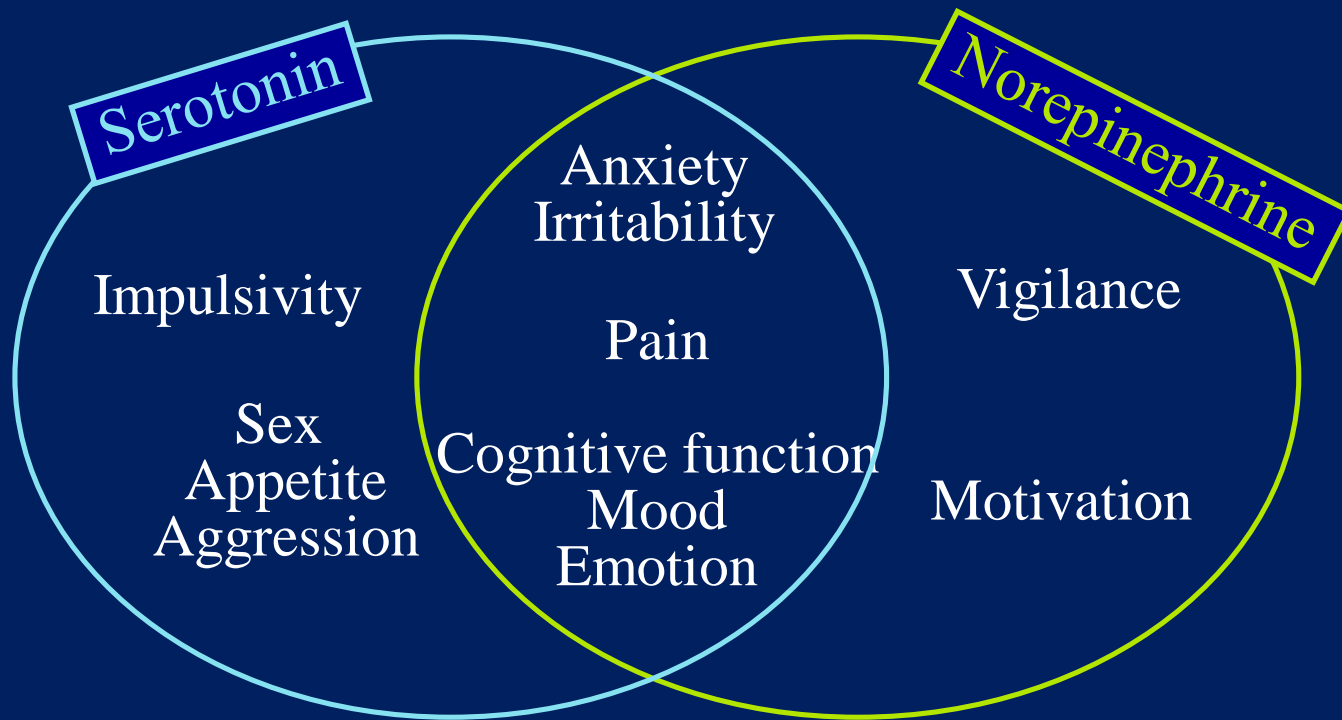 Serotonin
Norepinephrine
Anxiety
Irritability
Impulsivity
Vigilance
Pain
Sex
Appetite
Aggression
Cognitive function
Mood
Emotion
Motivation